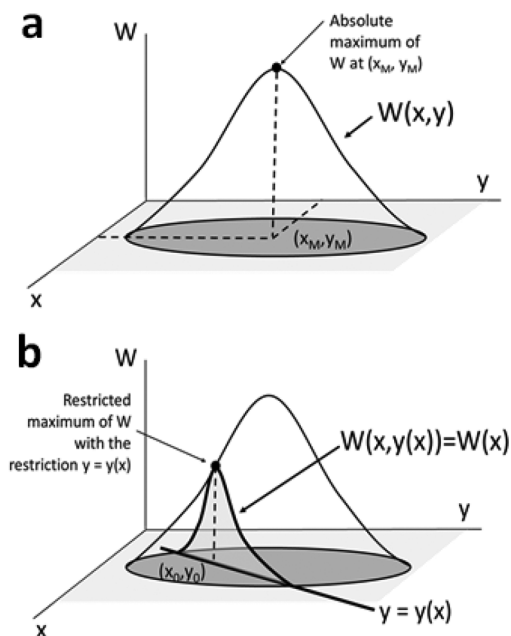 a
W
Absolute
maximum of
W at (xM, yM)
W(x,y)
y
(xM,yM)
x
b
W
Restricted
maximum of W
with the
restriction y = y(x)
W(x,y(x))=W(x)
y
(x0,y0)
x
y = y(x)